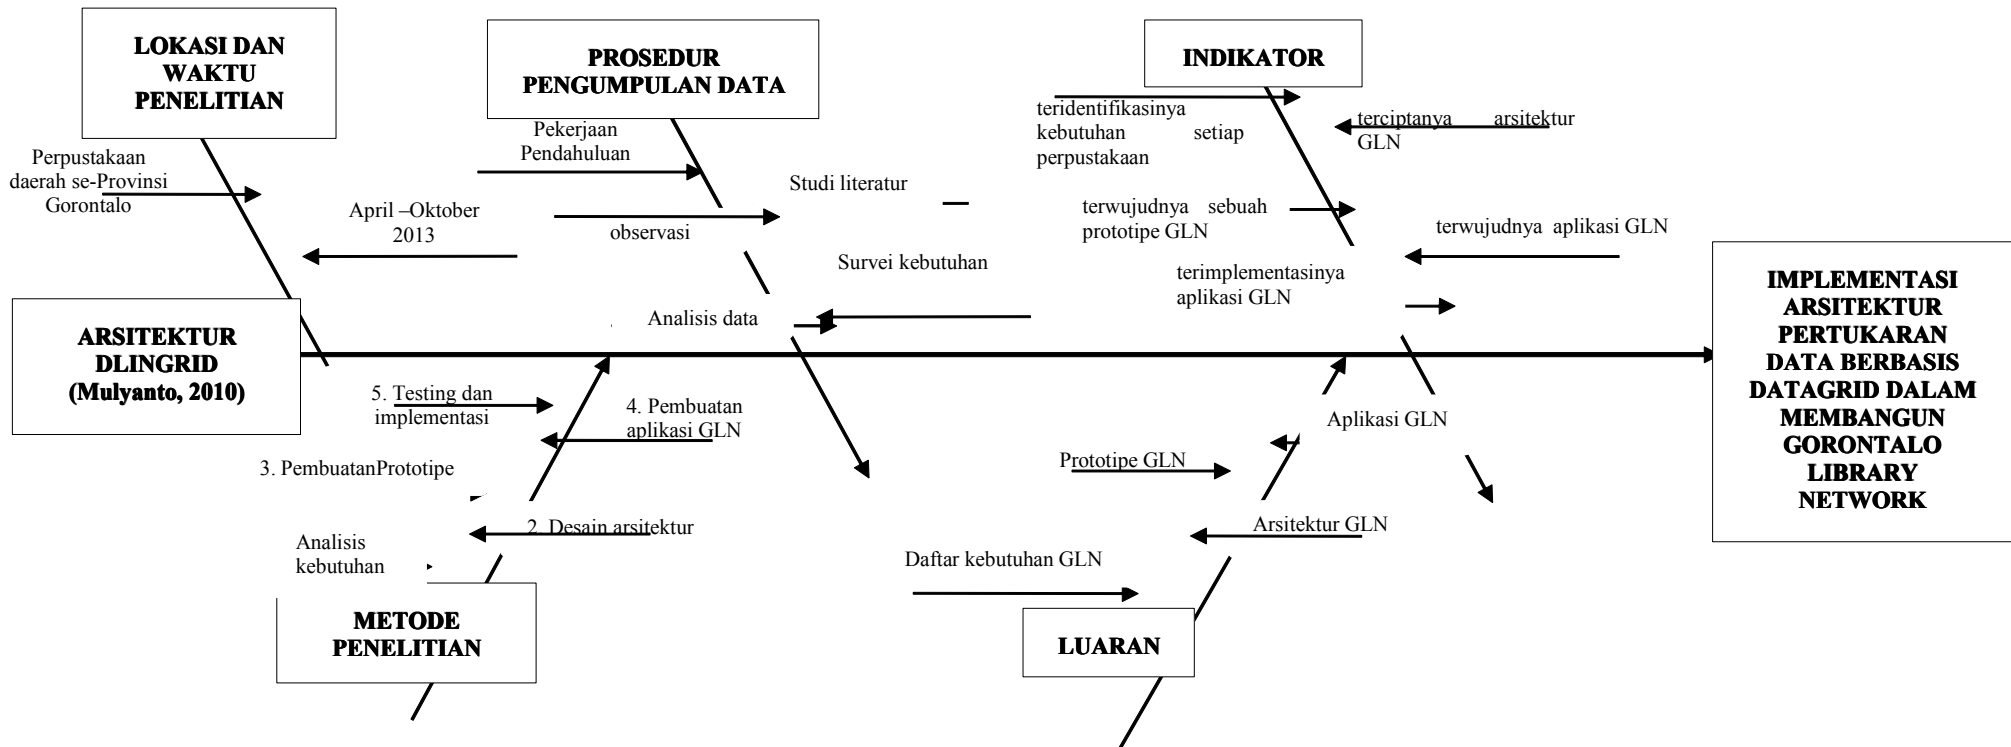 LOKASI DAN
WAKTU
PENELITIAN
PROSEDUR
PENGUMPULAN DATA
INDIKATOR
Perpustakaan
daerah se-Provinsi
Gorontalo
April –Oktober
2013
Pekerjaan
Pendahuluan
observasi
Studi literatur
Survei kebutuhan
Analisis data
teridentifikasinya
kebutuhan setiap
perpustakaan
terciptanya arsitektur
GLN
terwujudnya sebuah
prototipe GLN
terwujudnya aplikasi GLN
terimplementasinya
aplikasi GLN
ARSITEKTUR
DLINGRID
(Mulyanto, 2010)
IMPLEMENTASI
ARSITEKTUR
PERTUKARAN
DATA BERBASIS
DATAGRID DALAM
MEMBANGUN
GORONTALO
LIBRARY
NETWORK
5. Testing dan
implementasi
4. Pembuatan
aplikasi GLN
3. PembuatanPrototipe
2. Desain arsitektur
Analisis
kebutuhan
METODE
PENELITIAN
Aplikasi GLN
Prototipe GLN
Arsitektur GLN
Daftar kebutuhan GLN
LUARAN